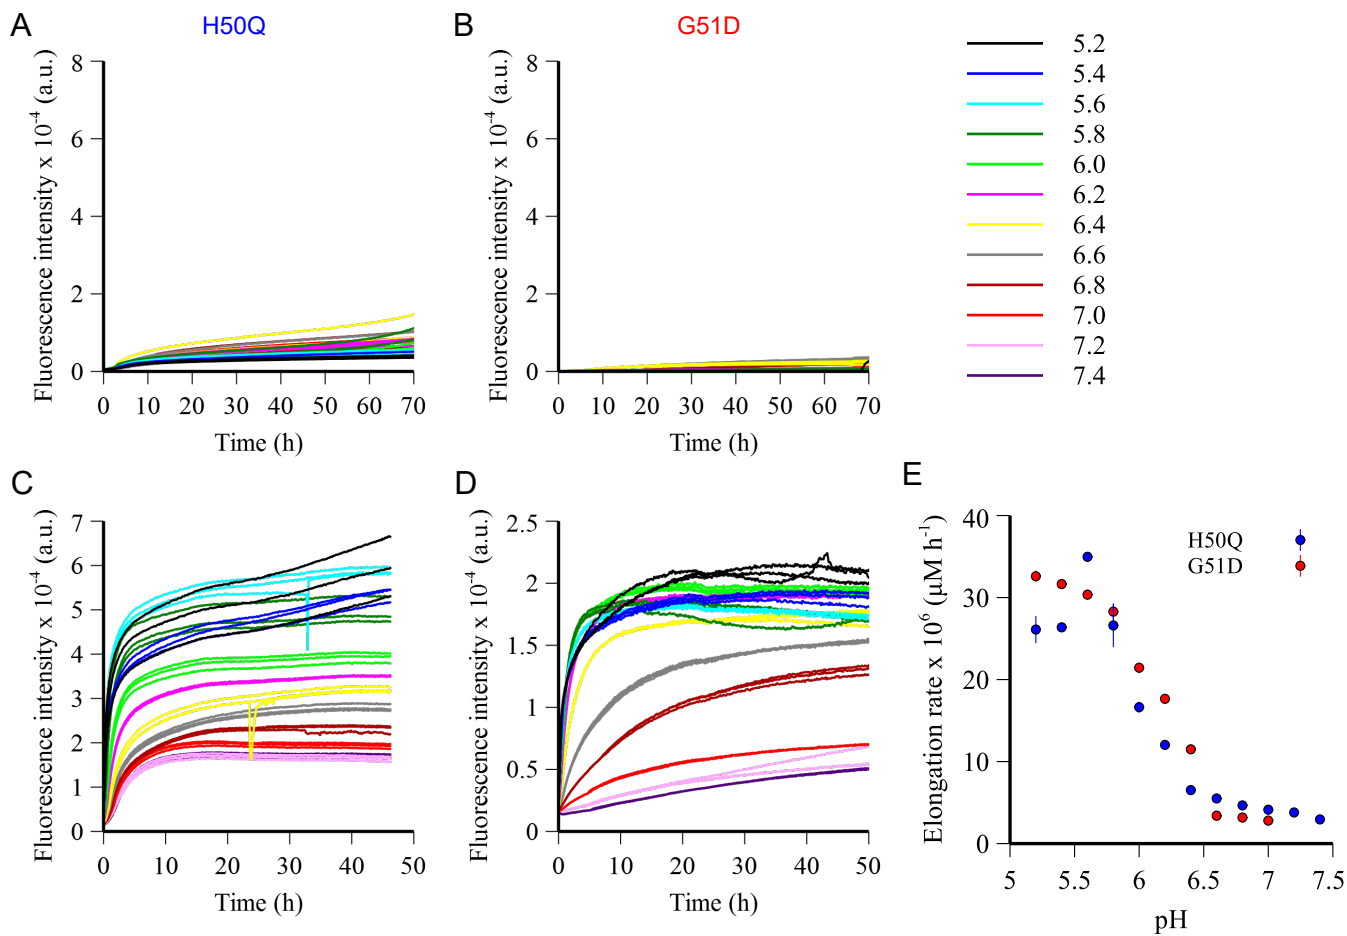 A
H50Q
B
G51D
Fluorescence intensity x 10⁻⁴ (a.u.)
8
6
4
2
0
0 10 20 30 40 50 60 70
Time (h)
Fluorescence intensity x 10⁻⁴ (a.u.)
8
6
4
2
0
0 10 20 30 40 50 60 70
Time (h)
5.2
5.4
5.6
5.8
6.0
6.2
6.4
6.6
6.8
7.0
7.2
7.4
C
Fluorescence intensity x 10⁻⁴ (a.u.)
7
6
5
4
3
2
1
0
0 10 20 30 40 50
Time (h)
D
Fluorescence intensity x 10⁻⁴ (a.u.)
2.5
2
1.5
1
0.5
0
0 10 20 30 40 50
Time (h)
E
Elongation rate x 10⁶ (µM h⁻¹)
40
30
20
10
0
H50Q
G51D
5 5.5 6 6.5 7 7.5
pH